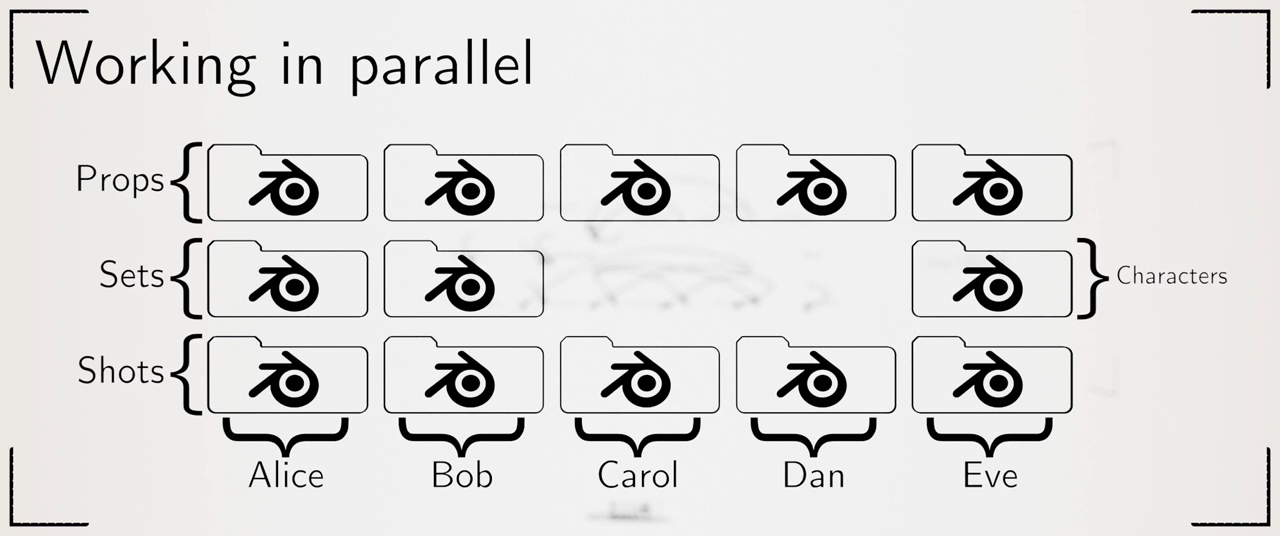 Working in parallel
Props
Sets
Characters
Shots
Alice
Bob
Carol
Dan
Eve